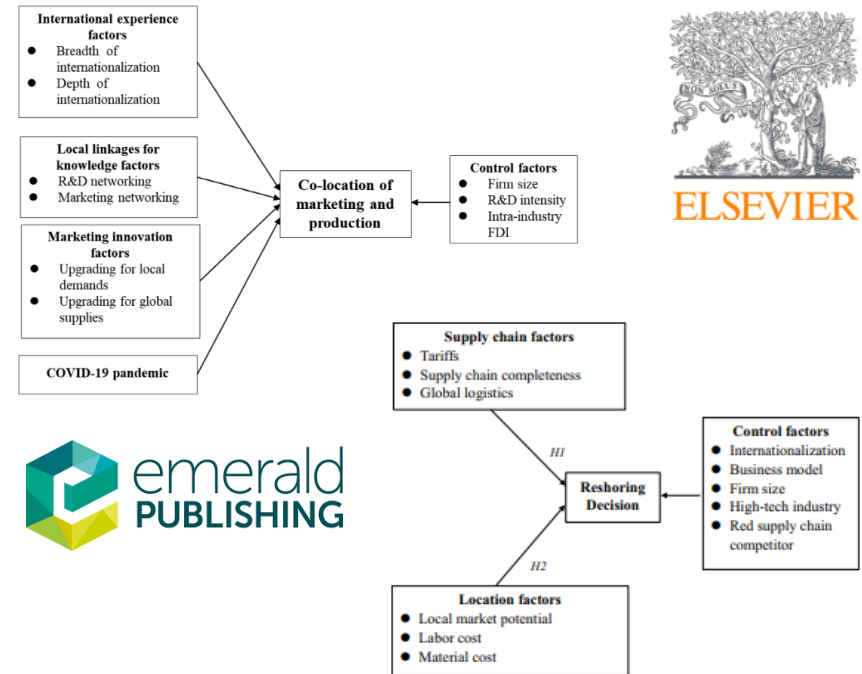 International experience
factors
Breadth of
internationalization
Depth of
internationalization
Local linkages for
knowledge factors
R&D networking
Marketing networking
Marketing innovation
factors
Upgrading for local
demands
Upgrading for global
supplies
COVID-19 pandemic
Co-location of
marketing and
production
Control factors
Firm size
R&D intensity
Intra-industry
FDI
NON SOLUS
ELSEVIER
emerald
PUBLISHING
Supply chain factors
Tariffs
Supply chain completeness
Global logistics
H1
Reshoring
Decision
Control factors
Internationalization
Business model
Firm size
High-tech industry
Red supply chain
competitor
H2
Location factors
Local market potential
Labor cost
Material cost